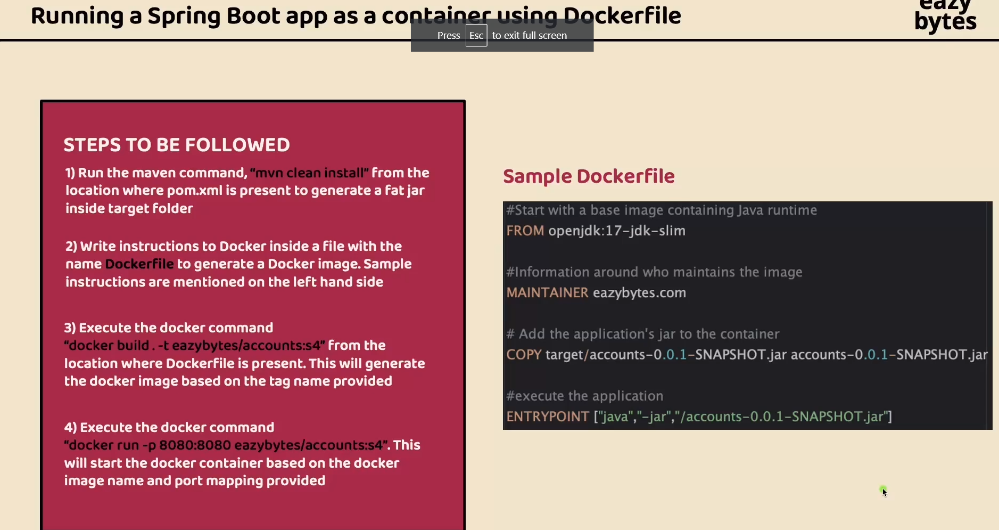 Running a Spring Boot app as a container using Dockerfile
eazy
bytes
Press Esc to exit full screen
STEPS TO BE FOLLOWED
1) Run the maven command, “mvn clean install” from the
location where pom.xml is present to generate a fat jar
inside target folder
2) Write instructions to Docker inside a file with the
name Dockerfile to generate a Docker image. Sample
instructions are mentioned on the left hand side
3) Execute the docker command
“docker build . -t eazybytes/accounts:s4” from the
location where Dockerfile is present. This will generate
the docker image based on the tag name provided
4) Execute the docker command
“docker run -p 8080:8080 eazybytes/accounts:s4”. This
will start the docker container based on the docker
image name and port mapping provided
Sample Dockerfile
#Start with a base image containing Java runtime
FROM openjdk:17-jdk-slim
#Information around who maintains the image
MAINTAINER eazybytes.com
# Add the application's jar to the container
COPY target/accounts-0.0.1-SNAPSHOT.jar accounts-0.0.1-SNAPSHOT.jar
#execute the application
ENTRYPOINT ["java","-jar","/accounts-0.0.1-SNAPSHOT.jar"]